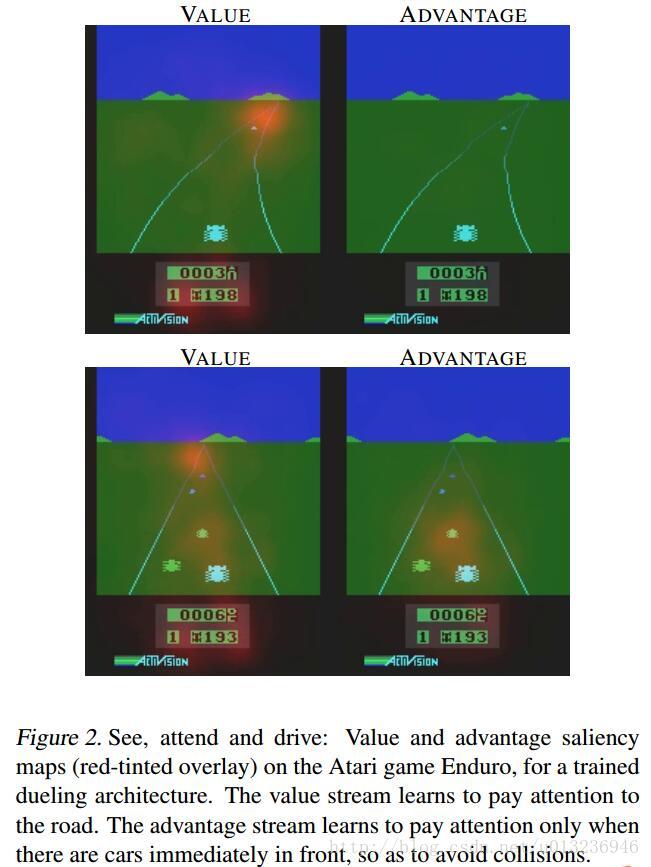 VALUE ADVANTAGE
0003
1 198
ACTIVISION
0003
1 198
ACTIVISION
VALUE ADVANTAGE
0006
1 193
ACTIVISION
0006
1 193
ACTIVISION
Figure 2. See, attend and drive: Value and advantage saliency
maps (red-tinted overlay) on the Atari game Enduro, for a trained
dueling architecture. The value stream learns to pay attention to
the road. The advantage stream learns to pay attention only when
there are cars immediately in front, so as to avoid collisions.
http://blog.csdn.net/u013236946